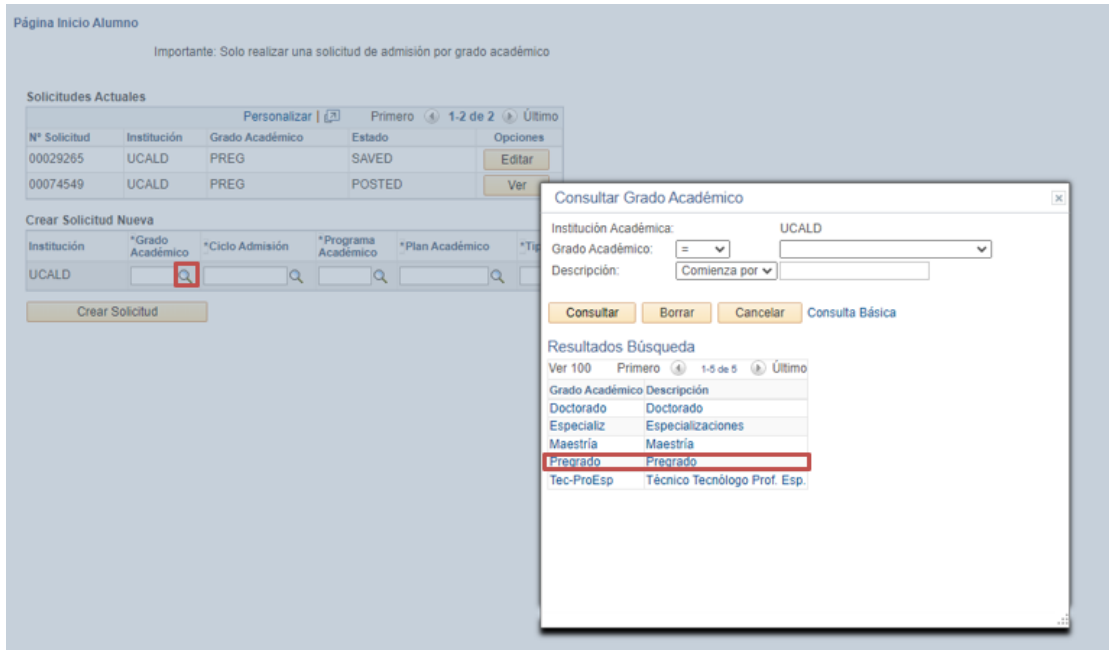 Página Inicio Alumno
Importante: Solo realizar una solicitud de admisión por grado académico
Solicitudes Actuales
Personalizar | Primero 1-2 de 2 Último
Nº Solicitud Institución Grado Académico Estado Opciones
00029265 UCALD PREG SAVED Editar
00074549 UCALD PREG POSTED Ver
Crear Solicitud Nueva
Institución *Grado Académico *Ciclo Admisión *Programa Académico *Plan Académico *Tip
UCALD
Crear Solicitud
Consultar Grado Académico
Institución Académica: UCALD
Grado Académico: =
Descripción: Comienza por
Consultar Borrar Cancelar Consulta Básica
Resultados Búsqueda
Ver 100 Primero 1-5 de 5 Último
Grado Académico Descripción
Doctorado Doctorado
Especializ Especializaciones
Maestría Maestría
Pregrado Pregrado
Tec-ProEsp Técnico Tecnólogo Prof. Esp.